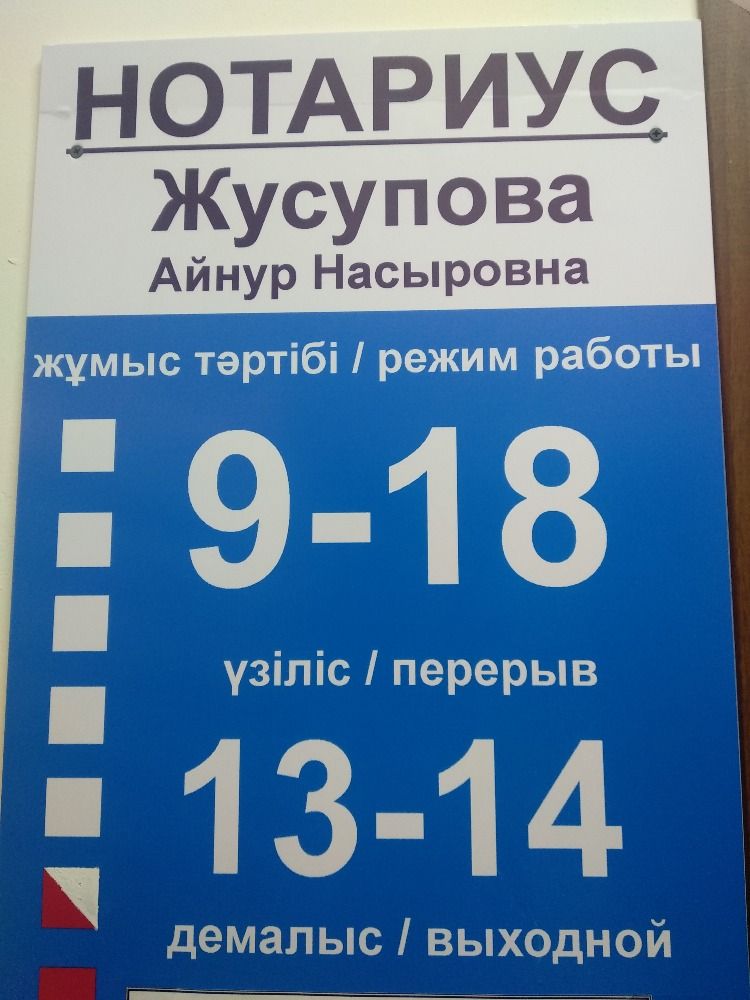 НОТАРИУС
Жусупова
Айнур Насыровна
жұмыс тәртібі / режим работы
9-18
үзіліс / перерыв
13-14
демалыс / выходной